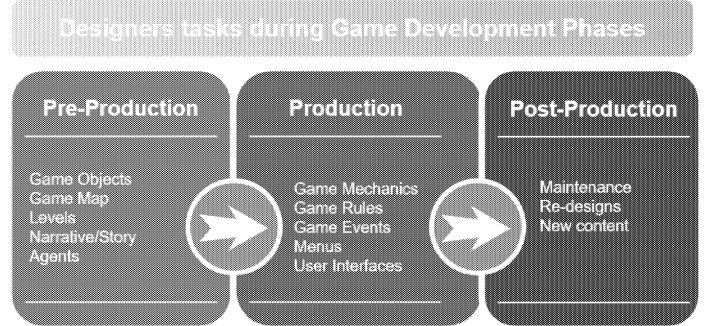 Designers tasks during Game Development Phases
Pre-Production
Game Objects
Game Map
Levels
Narrative/Story
Agents
Production
Game Mechanics
Game Rules
Game Events
Menus
User Interfaces
Post-Production
Maintenance
Re-designs
New content